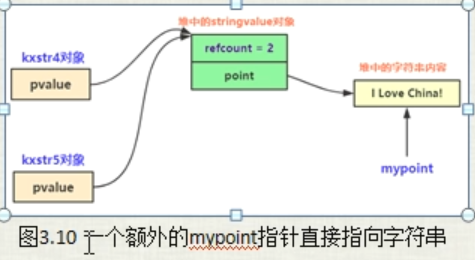 堆中的stringvalue对象
kxstr4对象
refcount = 2
pvalue
point
堆中的字符串内容
I Love China!
kxstr5对象
mypoint
pvalue
图3.10 一个额外的mypoint指针直接指向字符串